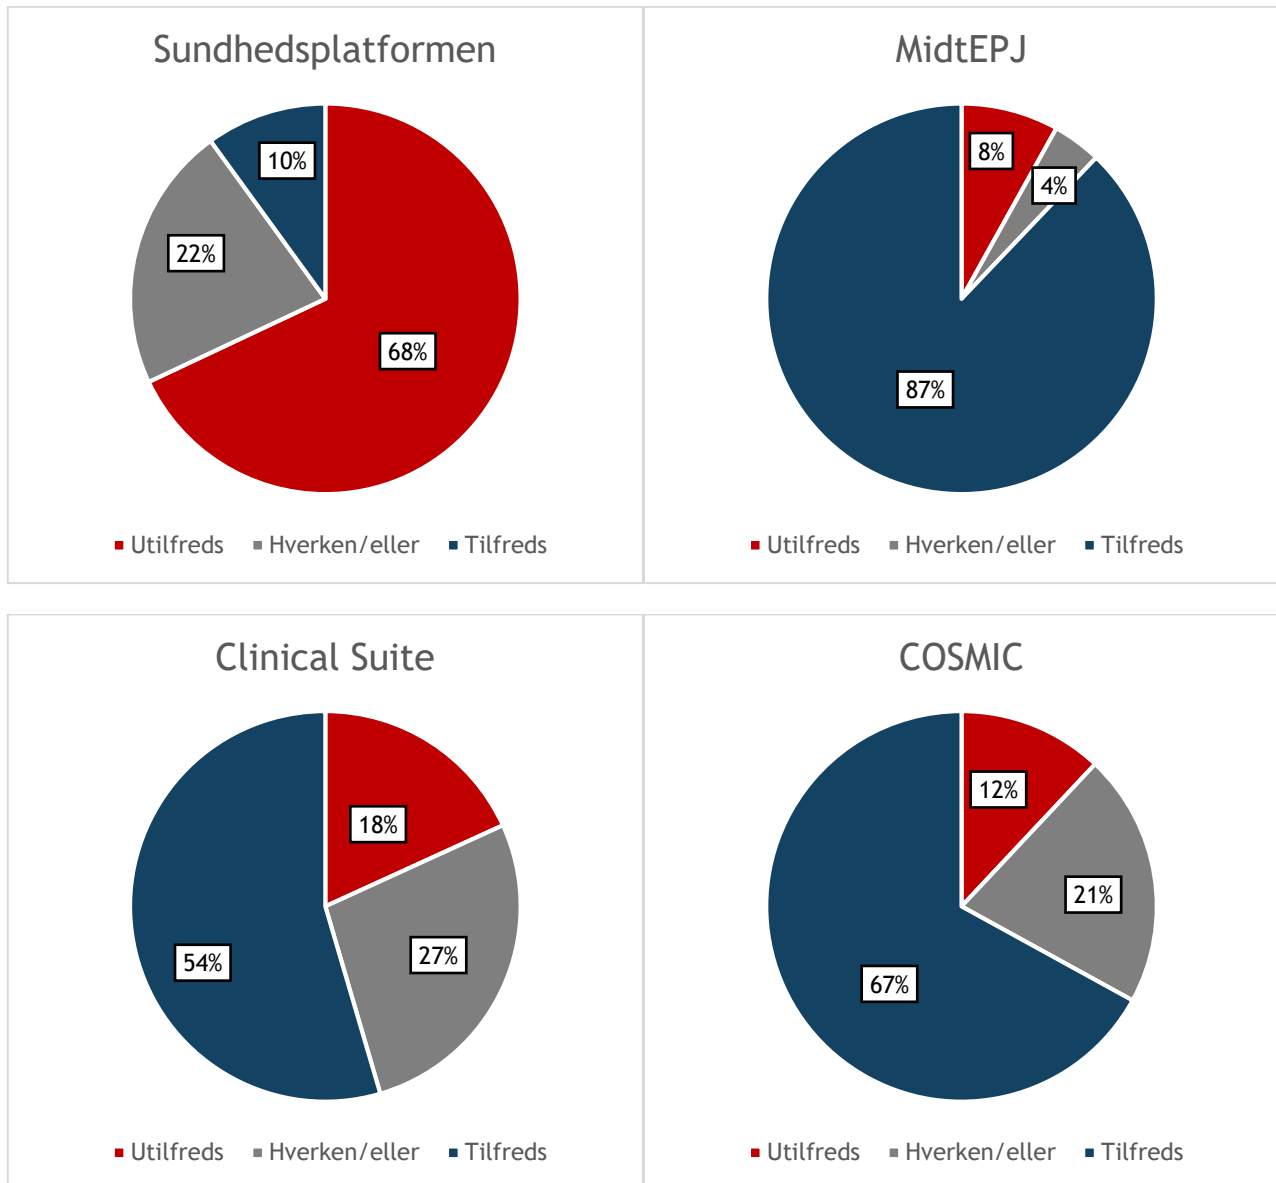 Sundhedsplatformen
10%
22%
68%
Utilfreds Hverken/eller Tilfreds
MidtEPJ
8%
4%
87%
Utilfreds Hverken/eller Tilfreds
Clinical Suite
18%
27%
54%
Utilfreds Hverken/eller Tilfreds
COSMIC
12%
21%
67%
Utilfreds Hverken/eller Tilfreds